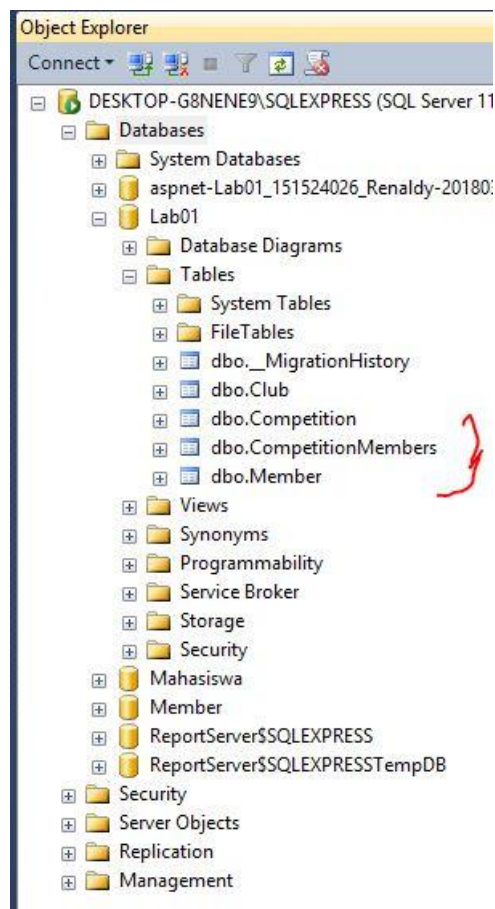 Object Explorer
Connect
DESKTOP-G8NENE9\SQLEXPRESS (SQL Server 11
Databases
System Databases
aspnet-Lab01_151524026_Renaldy-201803
Lab01
Database Diagrams
Tables
System Tables
FileTables
dbo.__MigrationHistory
dbo.Club
dbo.Competition
dbo.CompetitionMembers
dbo.Member
Views
Synonyms
Programmability
Service Broker
Storage
Security
Mahasiswa
Member
ReportServer$SQLEXPRESS
ReportServer$SQLEXPRESSTempDB
Security
Server Objects
Replication
Management